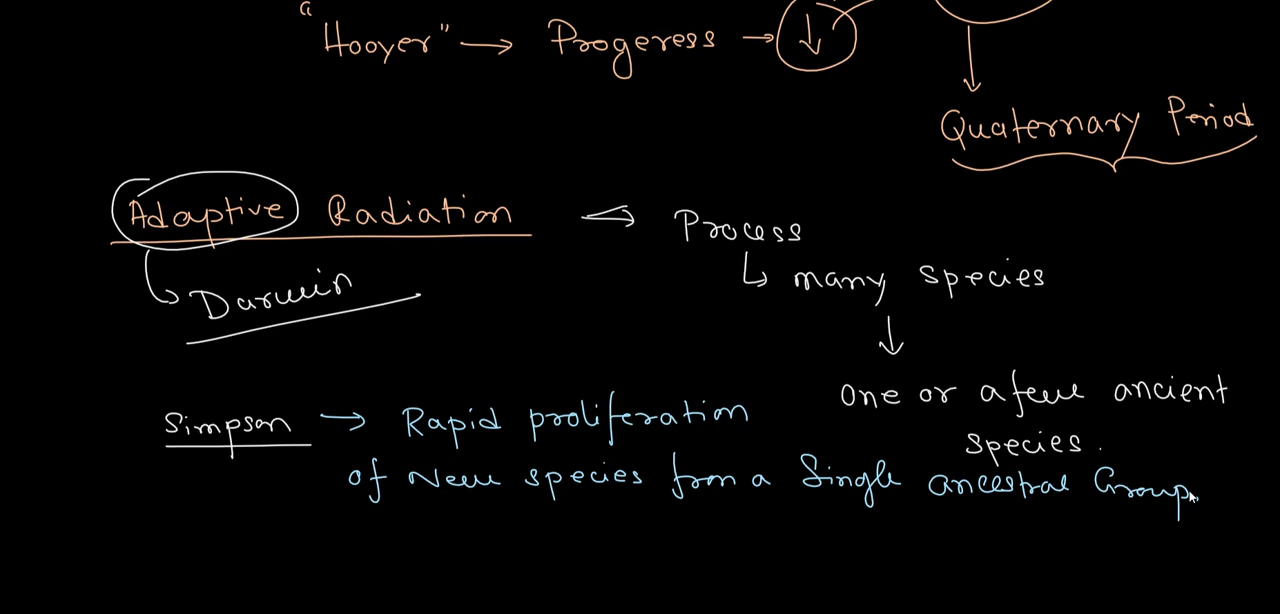 "Hooyer" → Progeress → ↓
Quaternary Period
Adaptive Radiation ⇒ Process
↳ many species
↳ Darwin
↓
one or a few ancient
species.
Simpson → Rapid proliferation
of New species from a Single ancestral Group